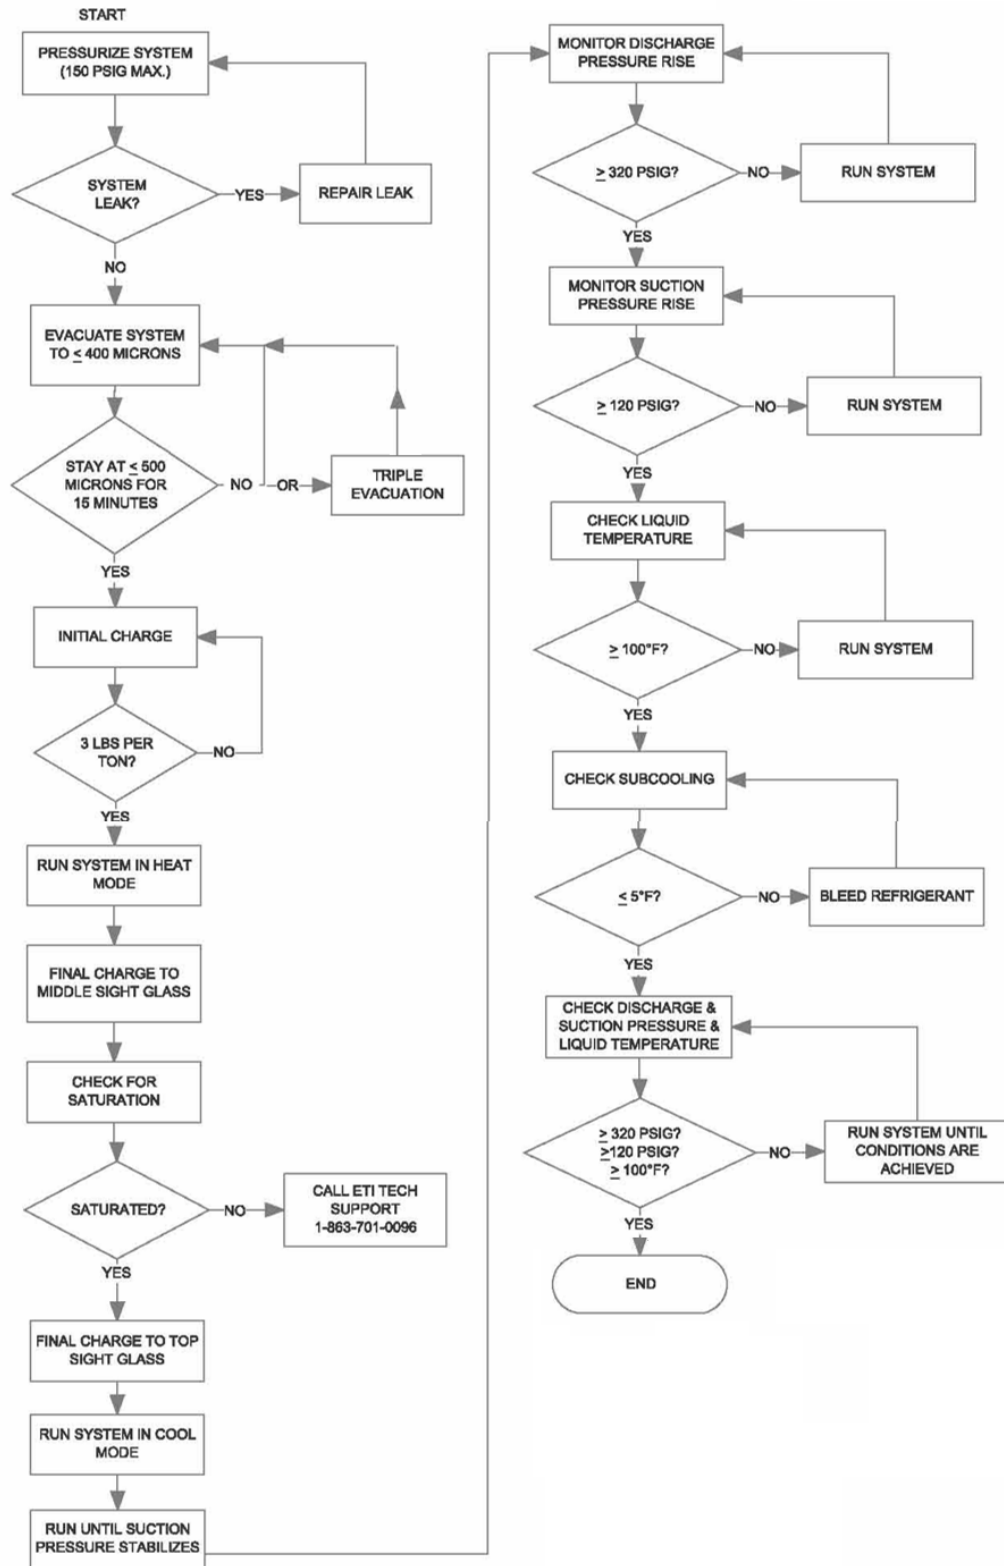 START
PRESSURIZE SYSTEM
(150 PSIG MAX.)
SYSTEM
LEAK?
YES
REPAIR LEAK
NO
EVACUATE SYSTEM
TO ≤ 400 MICRONS
STAY AT ≤ 500
MICRONS FOR
15 MINUTES
NO
OR
TRIPLE
EVACUATION
YES
INITIAL CHARGE
3 LBS PER
TON?
NO
YES
RUN SYSTEM IN HEAT
MODE
FINAL CHARGE TO
MIDDLE SIGHT GLASS
CHECK FOR
SATURATION
SATURATED?
NO
CALL ETI TECH
SUPPORT
1-863-701-0096
YES
FINAL CHARGE TO TOP
SIGHT GLASS
RUN SYSTEM IN COOL
MODE
RUN UNTIL SUCTION
PRESSURE STABILIZES
MONITOR DISCHARGE
PRESSURE RISE
≥ 320 PSIG?
NO
RUN SYSTEM
YES
MONITOR SUCTION
PRESSURE RISE
≥ 120 PSIG?
NO
RUN SYSTEM
YES
CHECK LIQUID
TEMPERATURE
≥ 100°F?
NO
RUN SYSTEM
YES
CHECK SUBCOOLING
≤ 5°F?
NO
BLEED REFRIGERANT
YES
CHECK DISCHARGE &
SUCTION PRESSURE &
LIQUID TEMPERATURE
≥ 320 PSIG?
≥120 PSIG?
≥ 100°F?
NO
RUN SYSTEM UNTIL
CONDITIONS ARE
ACHIEVED
YES
END